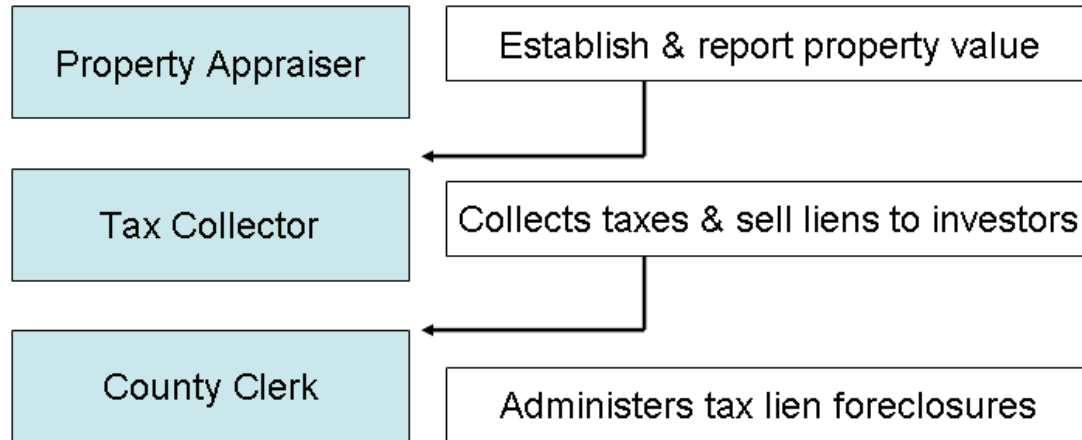 Property Appraiser
Establish & report property value
Tax Collector
Collects taxes & sell liens to investors
County Clerk
Administers tax lien foreclosures